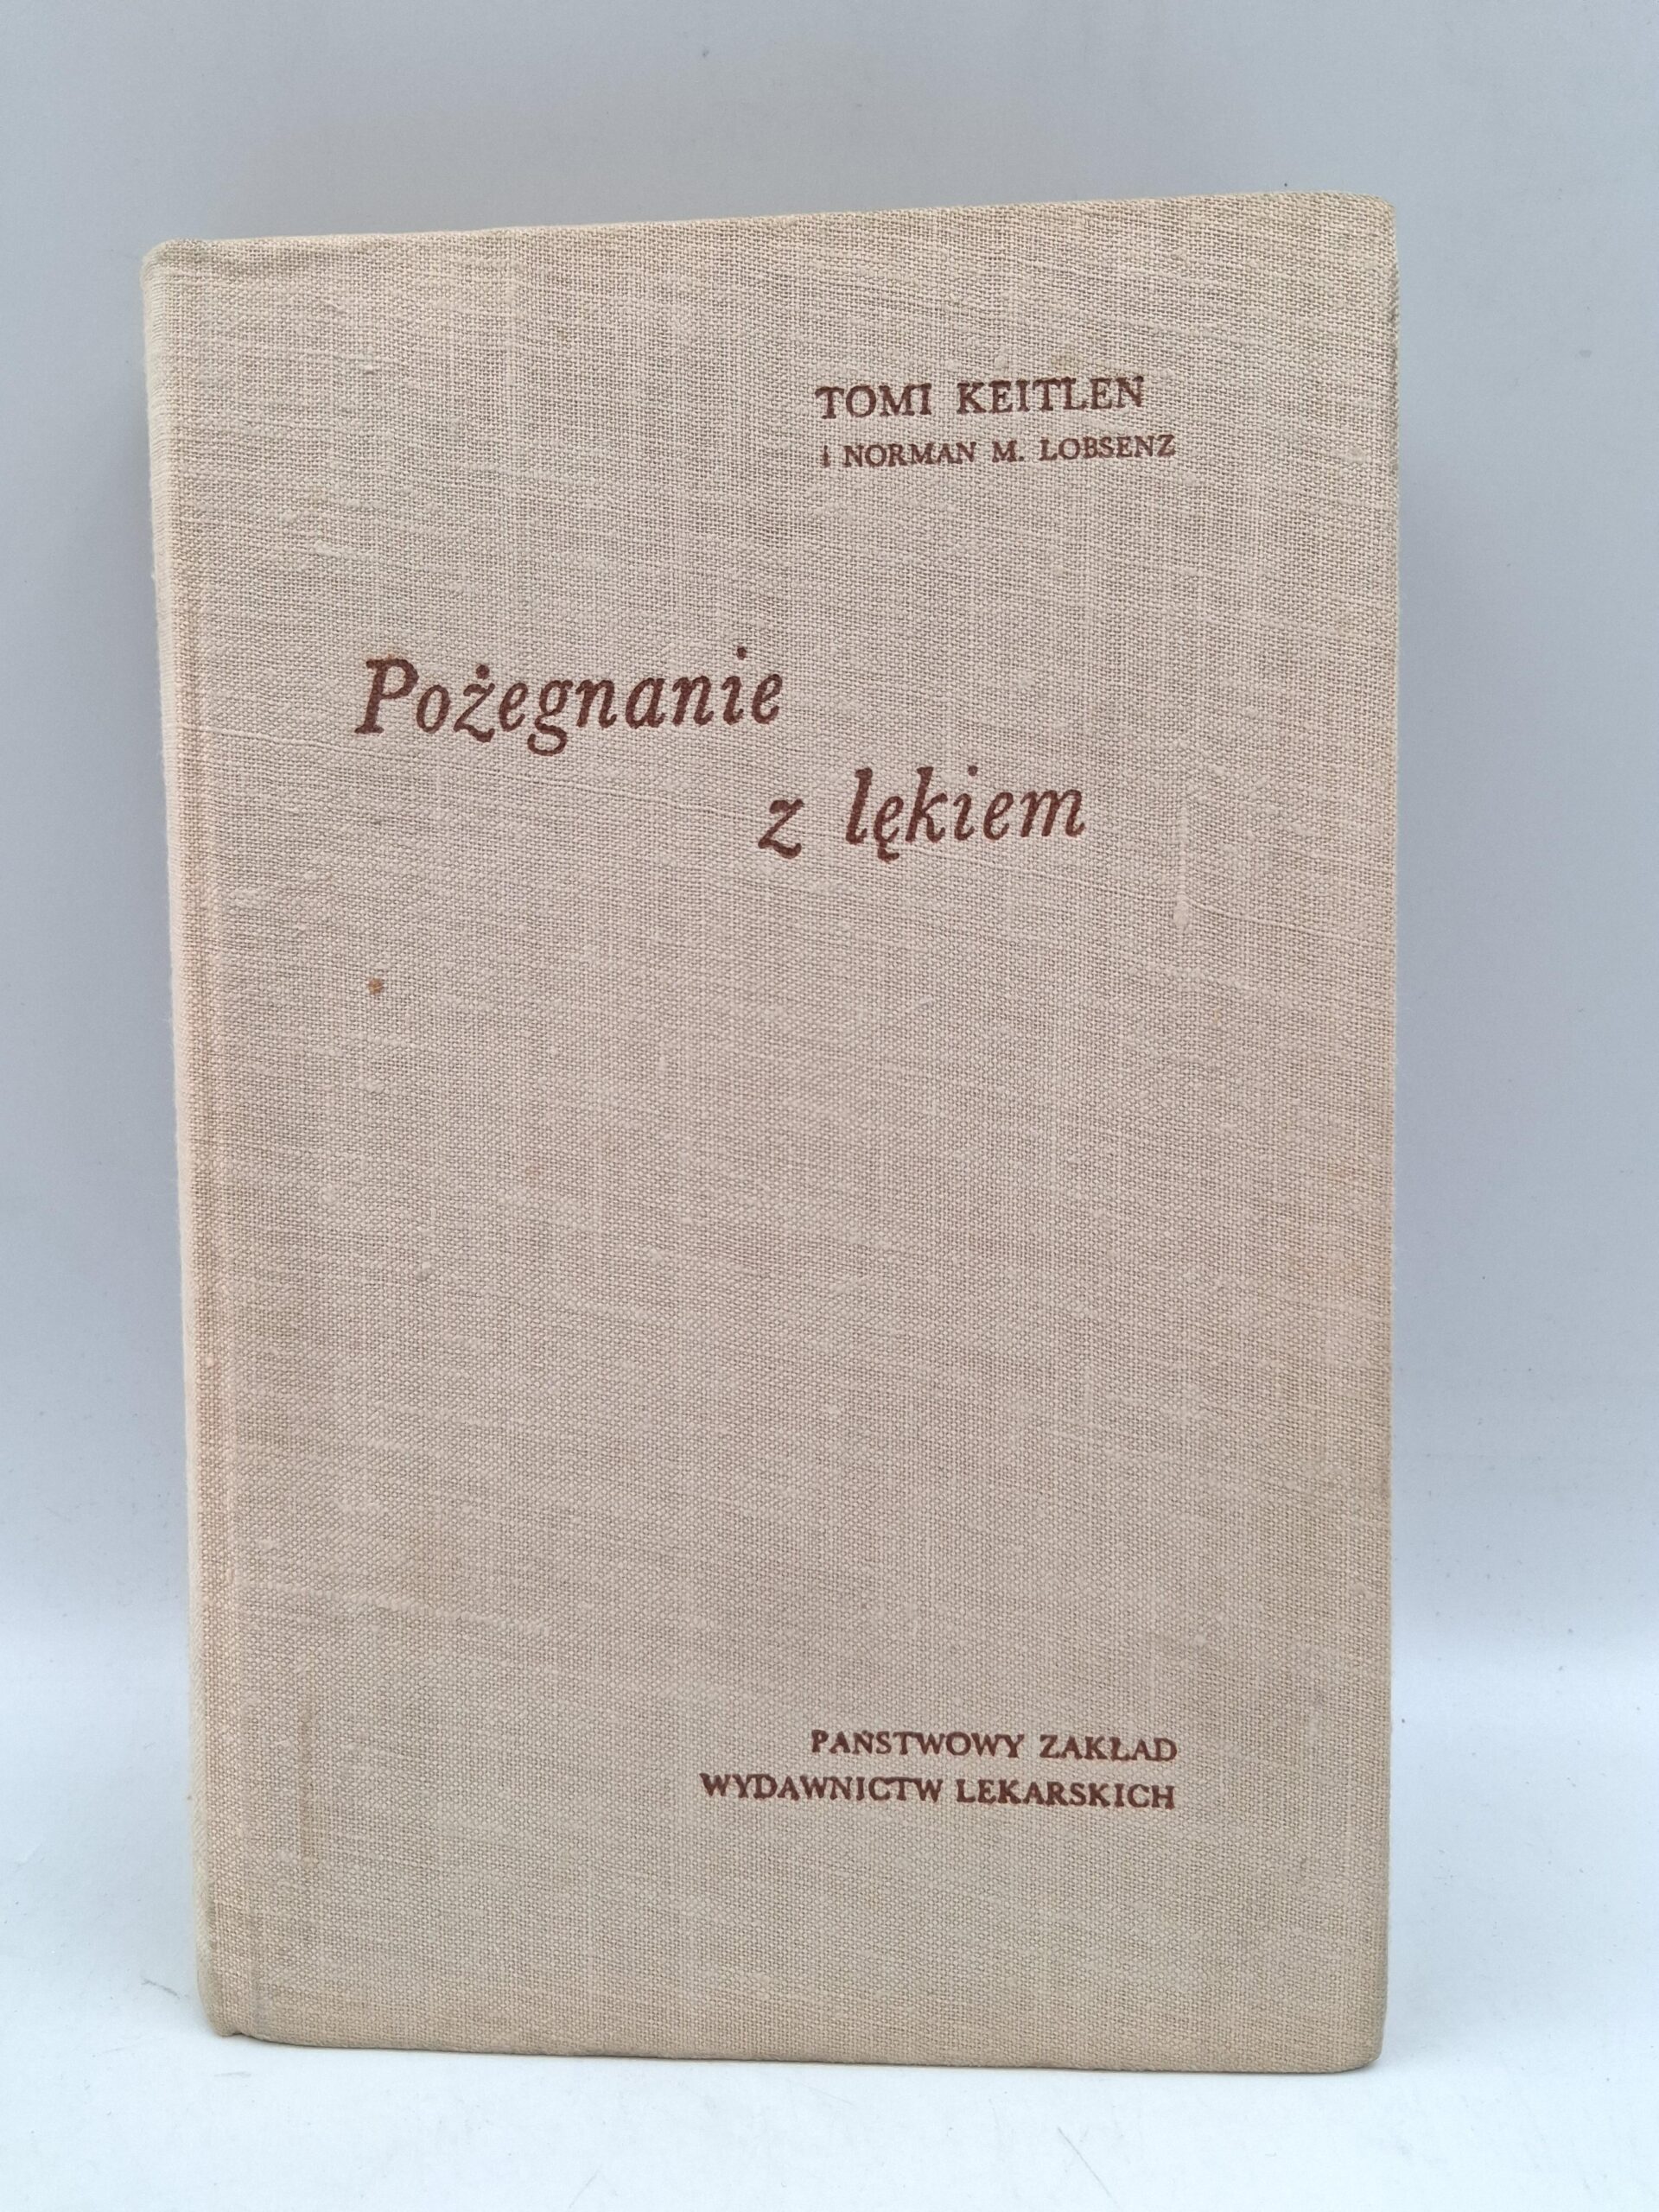 TOMI KEITLEN
i NORMAN M. LOBSENZ
Pożegnanie
z lękiem
PAŃSTWOWY ZAKŁAD
WYDAWNICTW LEKARSKICH